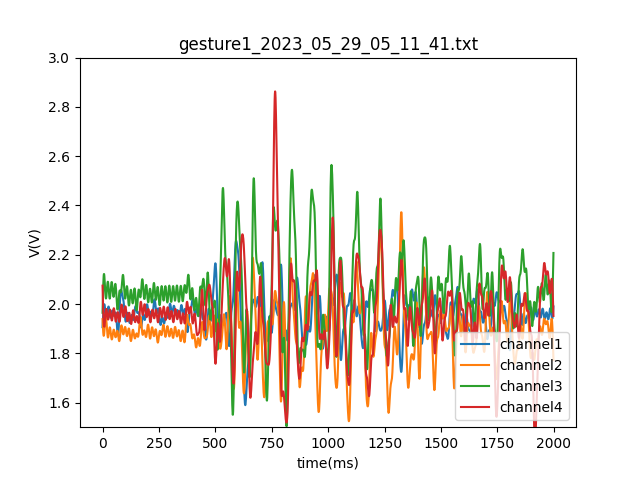 gesture1_2023_05_29_05_11_41.txt
3.0
2.8
2.6
2.4
2.2
2.0
1.8
1.6
V(V)
channel1
channel2
channel3
channel4
0 250 500 750 1000 1250 1500 1750 2000
time(ms)